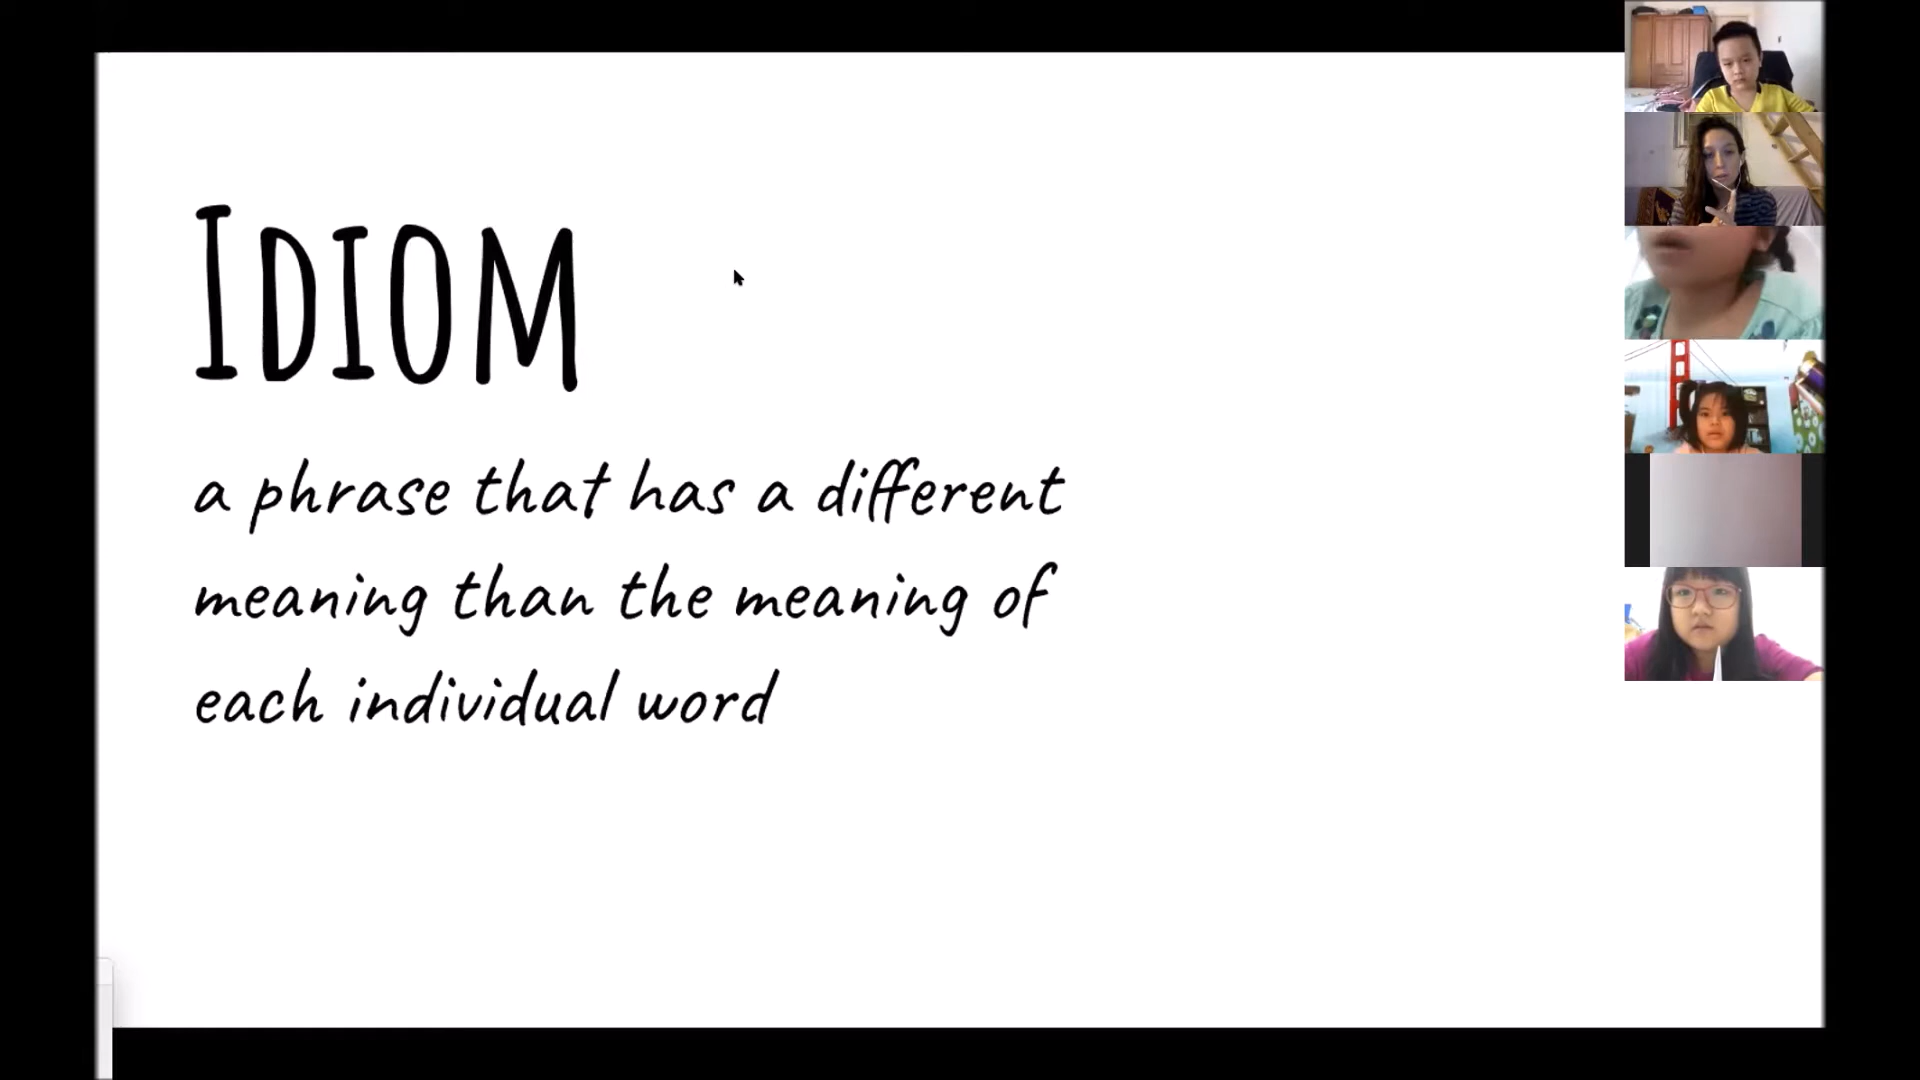 Idiom
a phrase that has a different
meaning than the meaning of
each individual word